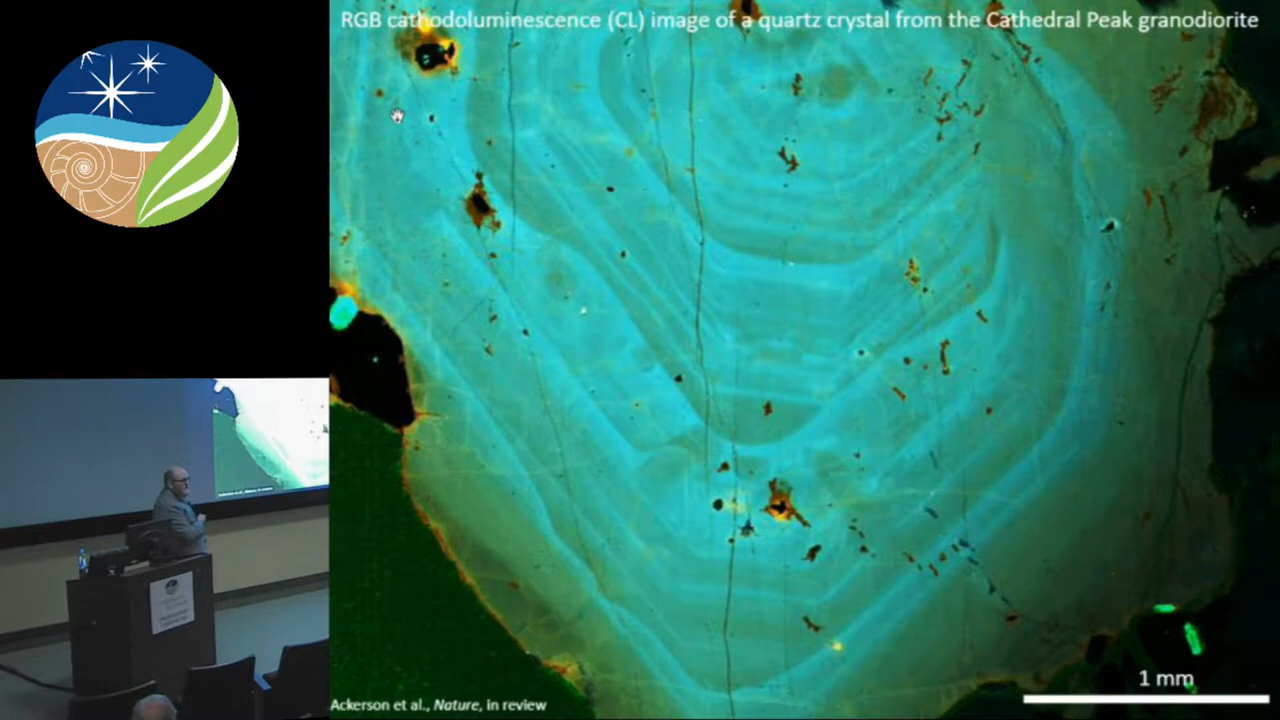 RGB cathodoluminescence (CL) image of a quartz crystal from the Cathedral Peak granodiorite
1 mm
Ackerson et al., Nature, in review